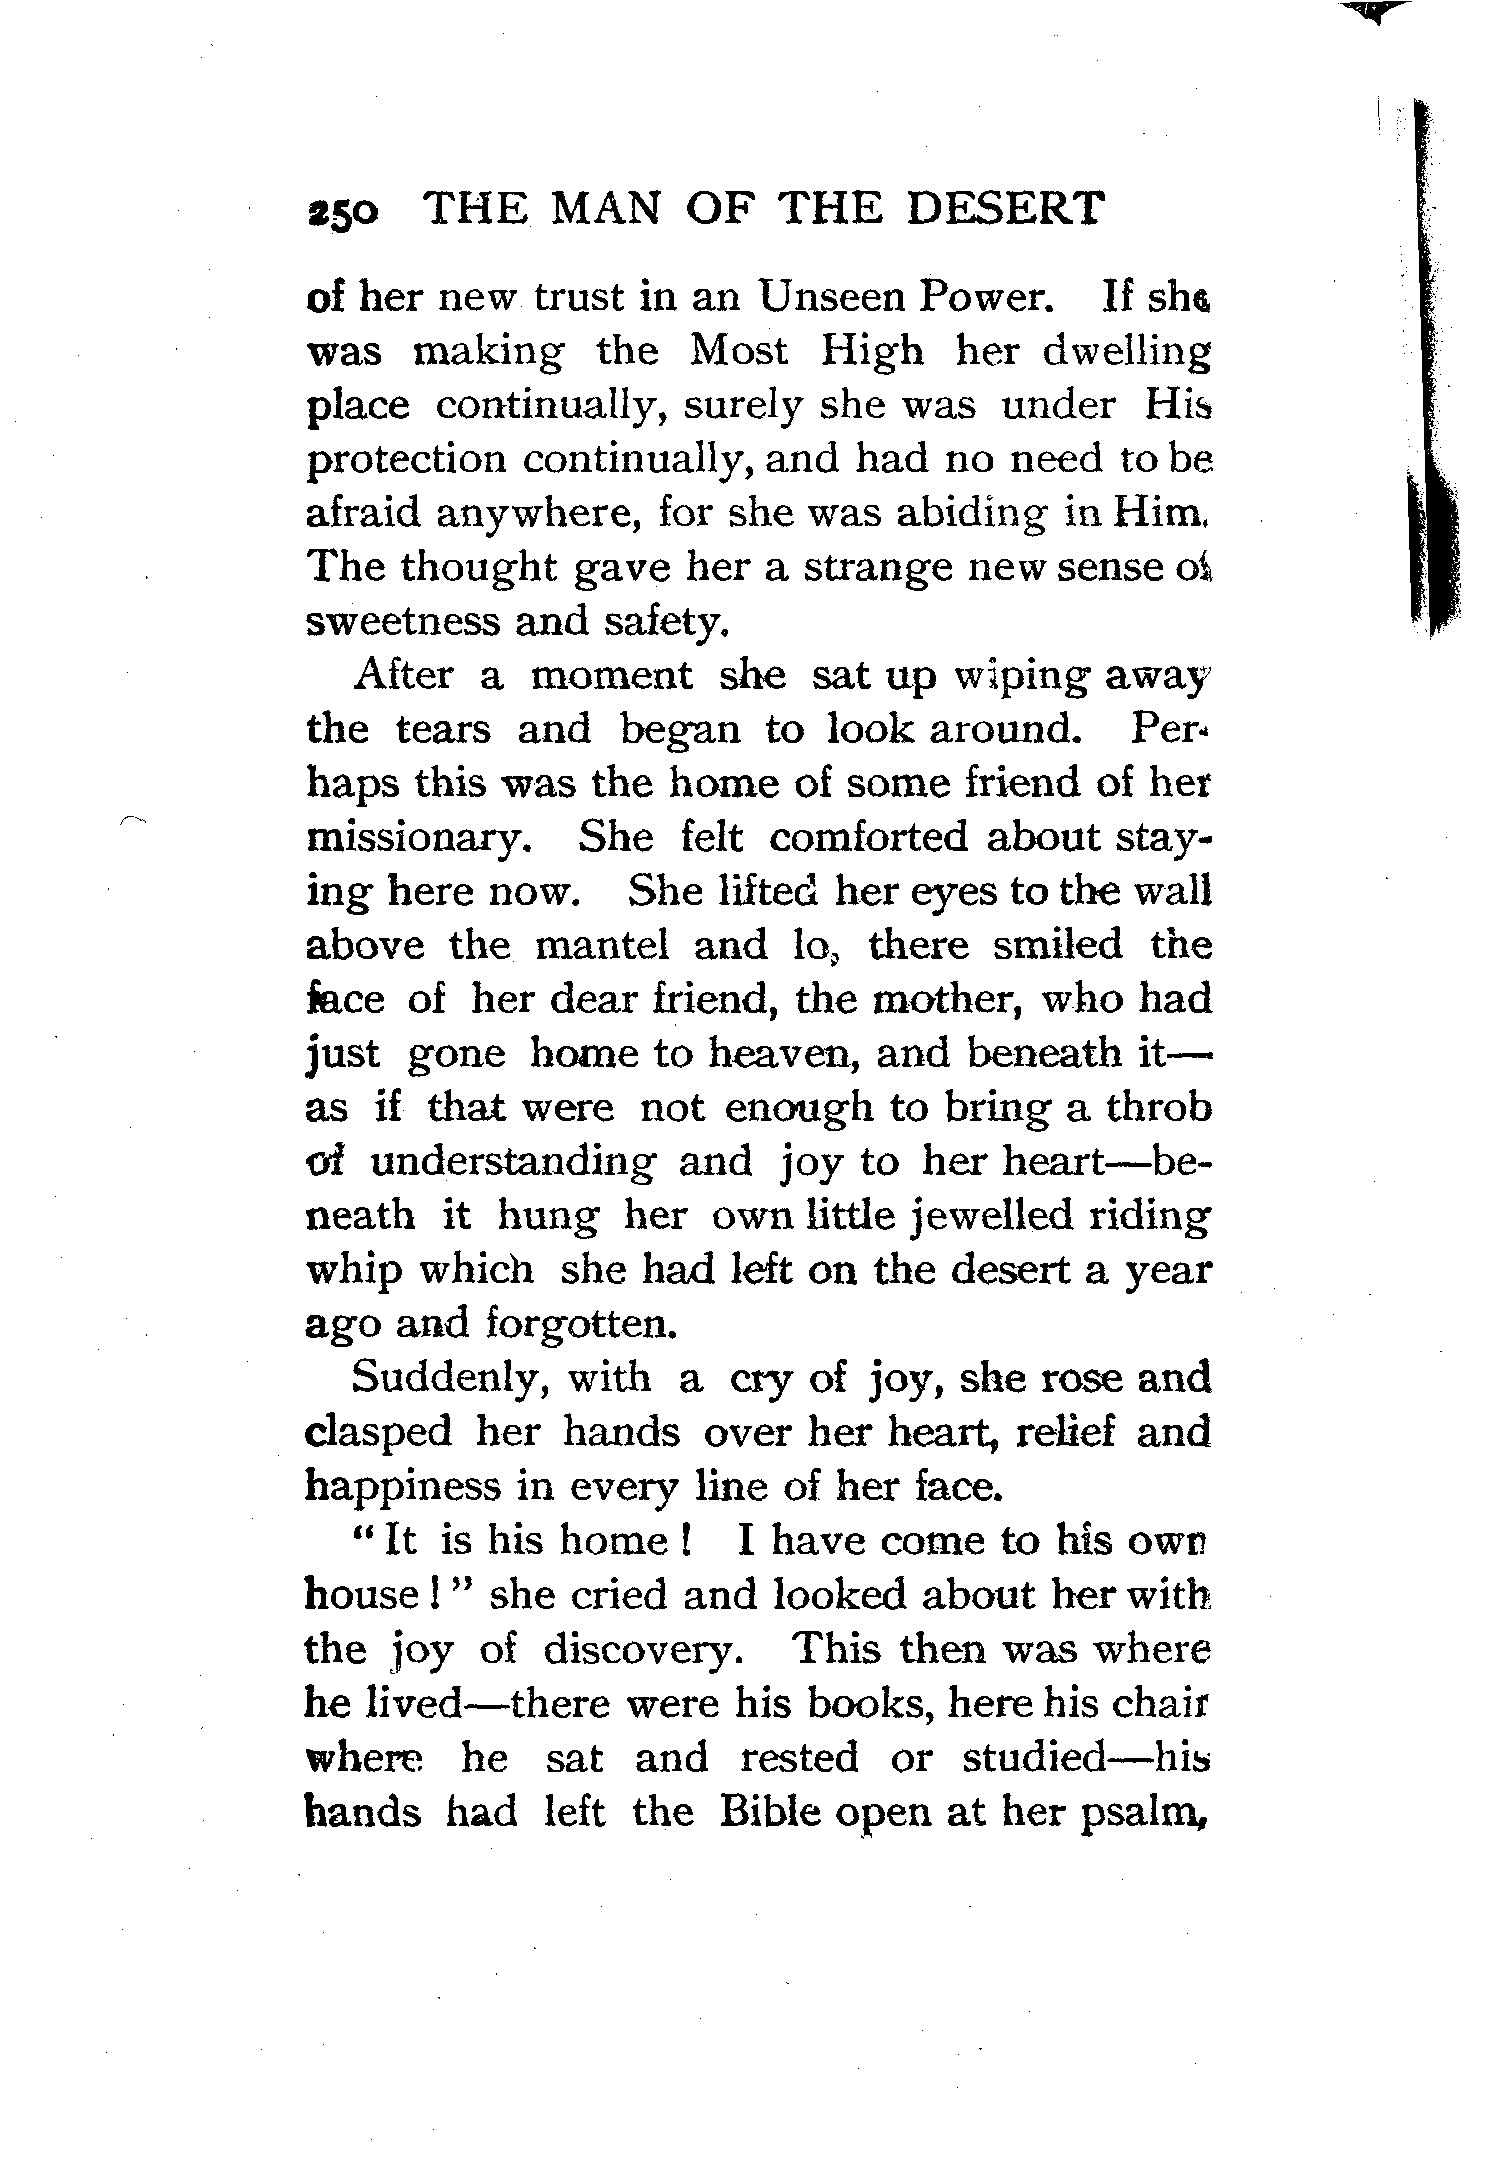 250 THE MAN OF THE DESERT
of her new trust in an Unseen Power. If she
was making the Most High her dwelling
place continually, surely she was under His
protection continually, and had no need to be
afraid anywhere, for she was abiding in Him.
The thought gave her a strange new sense of
sweetness and safety.
After a moment she sat up wiping away
the tears and began to look around. Per-
haps this was the home of some friend of her
missionary. She felt comforted about stay-
ing here now. She lifted her eyes to the wall
above the mantel and lo, there smiled the
face of her dear friend, the mother, who had
just gone home to heaven, and beneath it—
as if that were not enough to bring a throb
of understanding and joy to her heart—be-
neath it hung her own little jewelled riding
whip which she had left on the desert a year
ago and forgotten.
Suddenly, with a cry of joy, she rose and
clasped her hands over her heart, relief and
happiness in every line of her face.
“ It is his home ! I have come to his own
house ! ” she cried and looked about her with
the joy of discovery. This then was where
he lived—there were his books, here his chair
where he sat and rested or studied—his
hands had left the Bible open at her psalm,